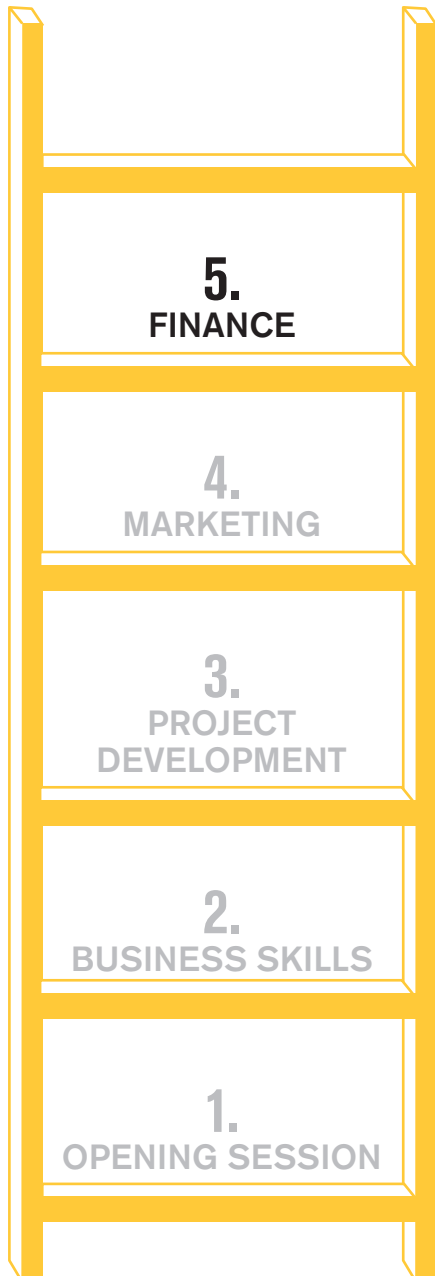 5.
FINANCE
4.
MARKETING
3.
PROJECT
DEVELOPMENT
2.
BUSINESS SKILLS
1.
OPENING SESSION